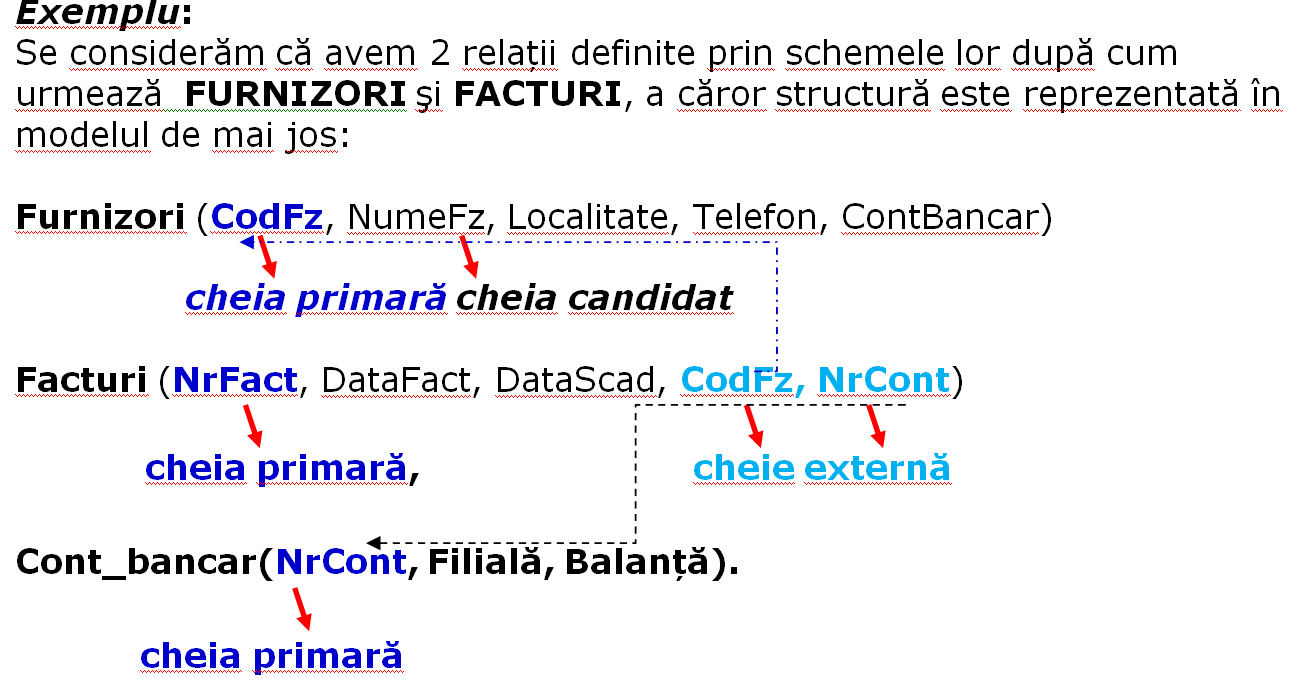 Exemplu:
Se considerăm că avem 2 relații definite prin schemele lor după cum
urmează FURNIZORI şi FACTURI, a căror structură este reprezentată în
modelul de mai jos:
Furnizori (CodFz, NumeFz, Localitate, Telefon, ContBancar)
cheia primară cheia candidat
Facturi (NrFact, DataFact, DataScad, CodFz, NrCont)
cheia primară, cheie externă
Cont_bancar(NrCont, Filială, Balanță).
cheia primară